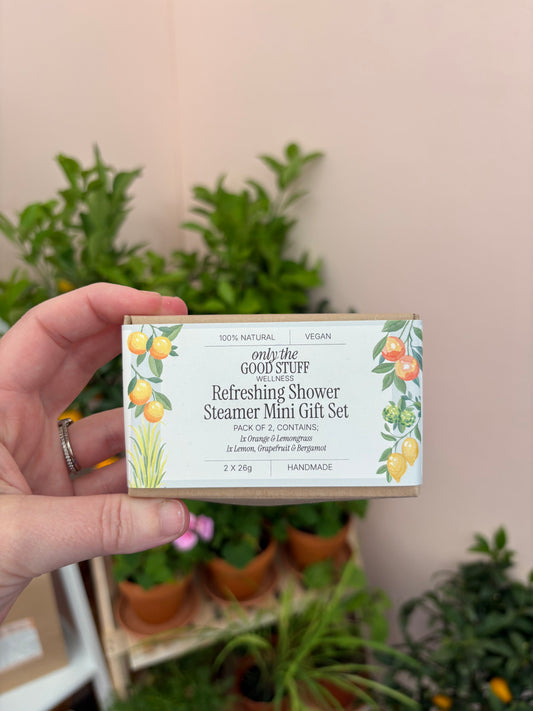 100% NATURAL VEGAN
only the
GOOD STUFF
WELLNESS
Refreshing Shower
Steamer Mini Gift Set
PACK OF 2, CONTAINS;
1x Orange & Lemongrass
1x Lemon, Grapefruit & Bergamot
2 X 26g HANDMADE